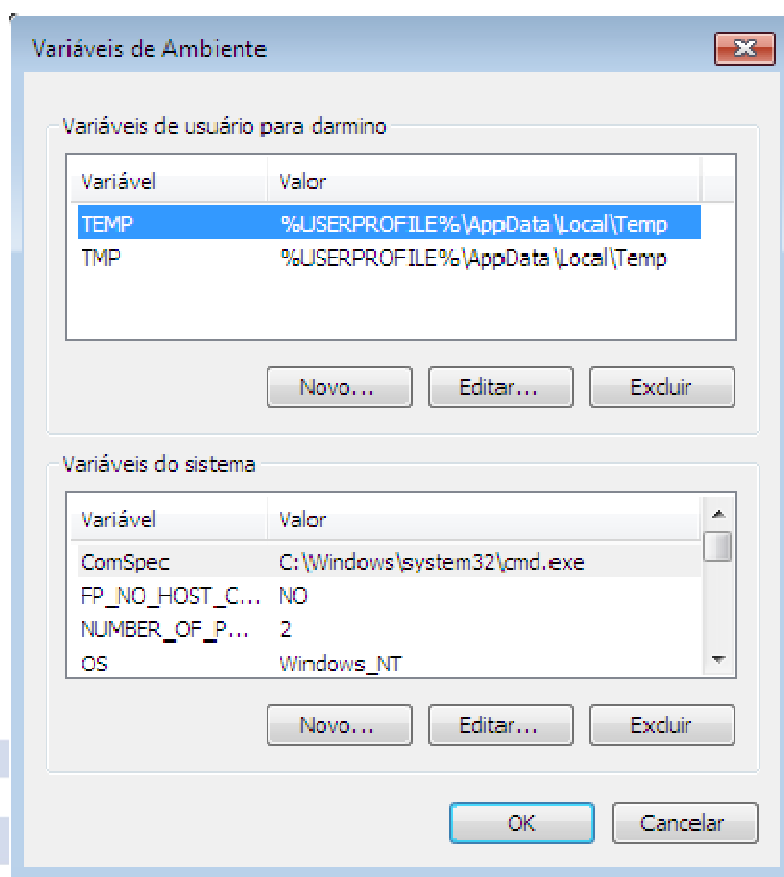 Variáveis de Ambiente
Variáveis de usuário para darmino
Variável Valor
TEMP %USERPROFILE%\AppData\Local\Temp
TMP %USERPROFILE%\AppData\Local\Temp
Novo... Editar... Excluir
Variáveis do sistema
Variável Valor
ComSpec C:\Windows\system32\cmd.exe
FP_NO_HOST_C... NO
NUMBER_OF_P... 2
OS Windows_NT
Novo... Editar... Excluir
OK Cancelar